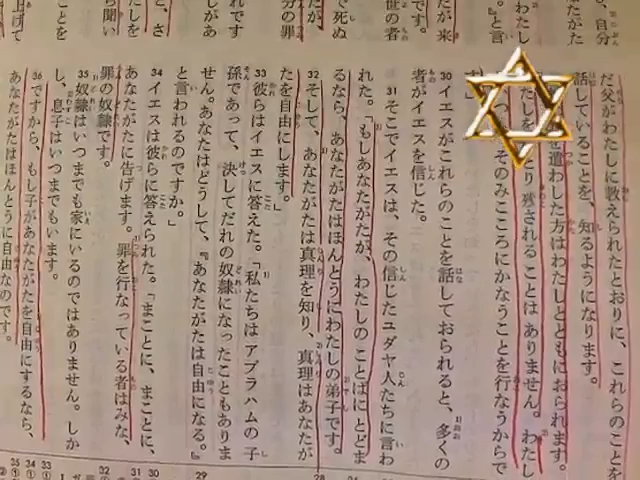 だ父がわたしに教えられたとおりに、これらのことを
話していることを、知るようになります。
を遣わした方はわたしとともにおられます。
たしをとり残されることはありません。わたし
そのみこころにかなうことを行なうからで
30 イエスがこれらのことを話しておられると、多くの
者がイエスを信じた。
31 そこでイエスは、その信じたユダヤ人たちに言わ
れた。「もしあなたがたが、わたしのことばにとどま
るなら、あなたがたはほんとうにわたしの弟子です。
32 そして、あなたがたは真理を知り、真理はあなたが
たを自由にします。」
33 彼らはイエスに答えた。「私たちはアブラハムの子
孫であって、決してだれの奴隷になったこともありま
せん。あなたはどうして、『あなたがたは自由になる。』
と言われるのですか。」
34 イエスは彼らに答えられた。「まことに、まことに、
あなたがたに告げます。罪を行なっている者はみな、
罪の奴隷です。
35 奴隷はいつまでも家にいるのではありません。しか
し、息子はいつまでもいます。
36 ですから、もし子があなたがたを自由にするなら、
あなたがたはほんとうに自由なのです。